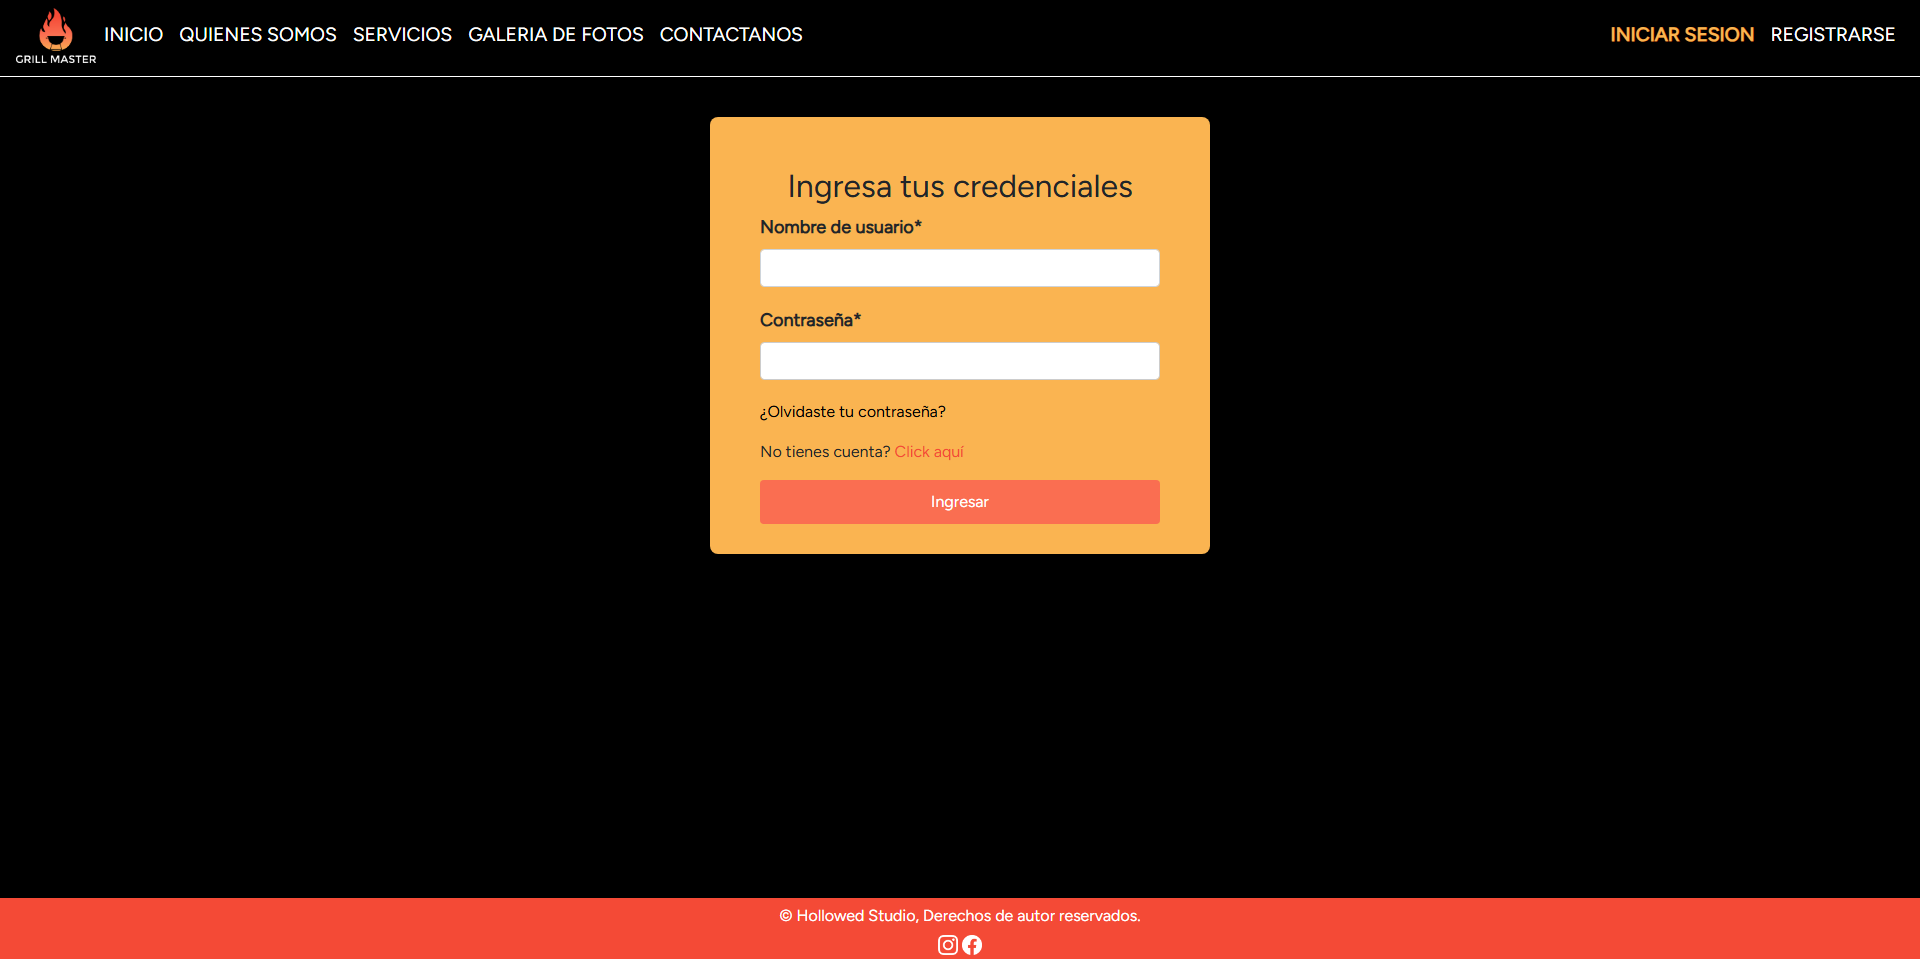 GRILL MASTER
INICIO QUIENES SOMOS SERVICIOS GALERIA DE FOTOS CONTACTANOS INICIAR SESION REGISTRARSE
Ingresa tus credenciales
Nombre de usuario*
Contraseña*
¿Olvidaste tu contraseña?
No tienes cuenta? Click aquí
Ingresar
© Hollowed Studio, Derechos de autor reservados.